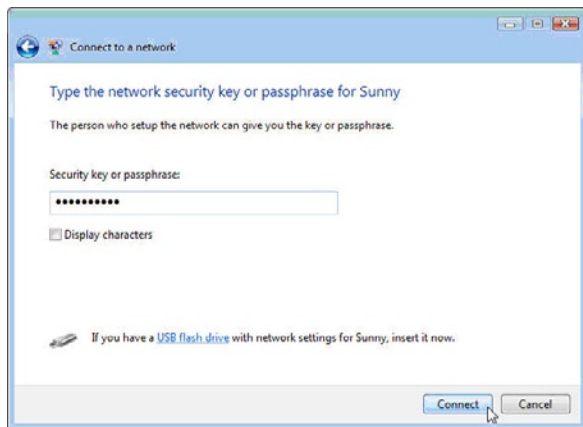 Connect to a network
Type the network security key or passphrase for Sunny
The person who setup the network can give you the key or passphrase.
Security key or passphrase:
••••••••••
Display characters
If you have a USB flash drive with network settings for Sunny, insert it now.
Connect
Cancel